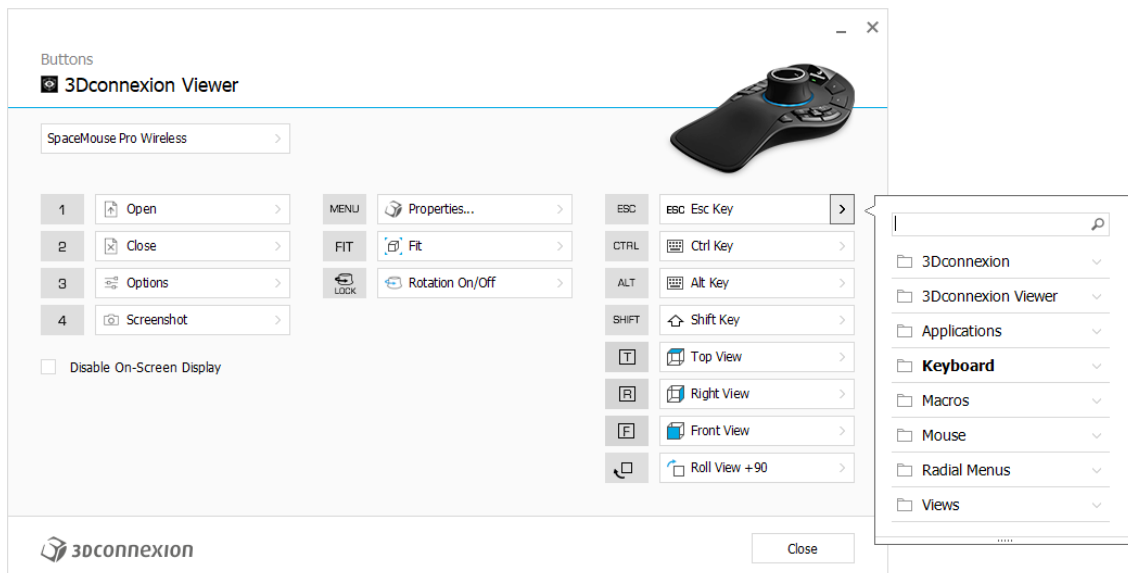 Buttons
3Dconnexion Viewer
SpaceMouse Pro Wireless
1 Open
2 Close
3 Options
4 Screenshot
Disable On-Screen Display
MENU Properties...
FIT Fit
LOCK Rotation On/Off
ESC ESC Esc Key
CTRL Ctrl Key
ALT Alt Key
SHIFT Shift Key
T Top View
R Right View
F Front View
Roll View +90
3Dconnexion
3Dconnexion Viewer
Applications
Keyboard
Macros
Mouse
Radial Menus
Views
3Dconnexion
Close